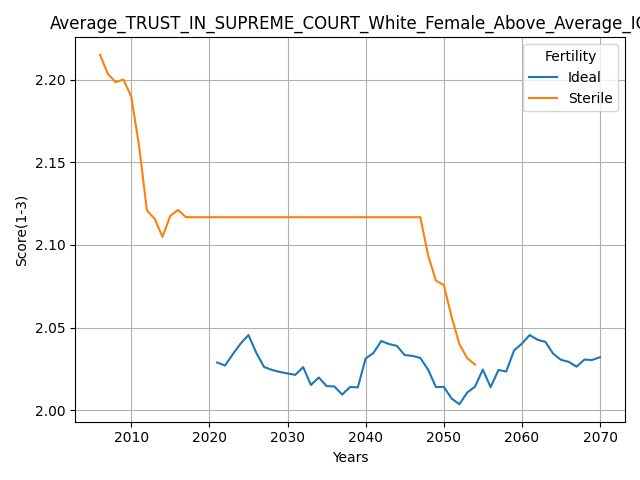 Average_TRUST_IN_SUPREME_COURT_White_Female_Above_Average_IQ
Fertility
Ideal
Sterile
2.20
2.15
2.10
2.05
2.00
Score(1-3)
2010
2020
2030
2040
2050
2060
2070
Years